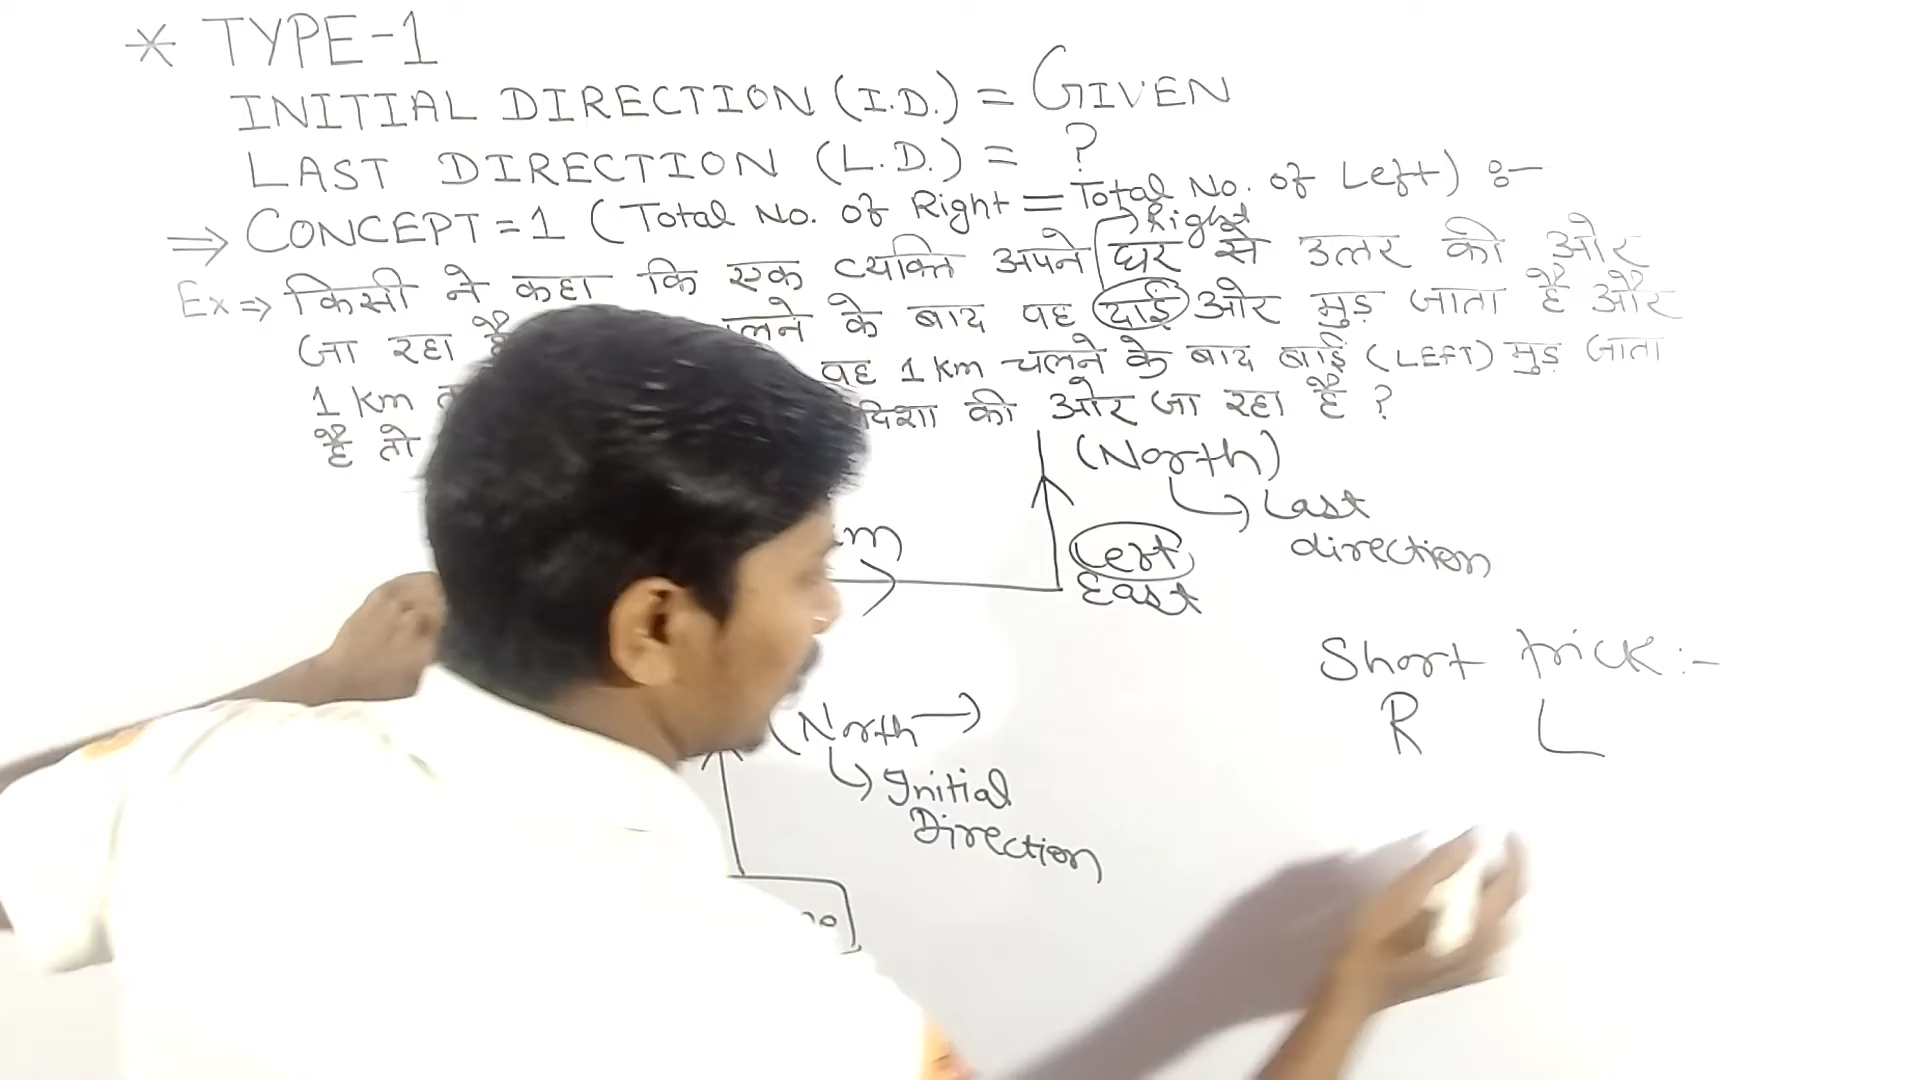 * TYPE-1
INITIAL DIRECTION (I.D.) = GIVEN
LAST DIRECTION (L.D.) = ?
⇒ CONCEPT=1 (Total No. of Right = Total No. of Left) :-
Right
Ex ⇒ किसी ने कहा कि एक व्यक्ति अपने घर से उत्तर की ओर
जा रहा है के बाद वह दाईं ओर मुड़ जाता है और
1 km वह 1 km चलने के बाद बाईं (LEFT) मुड़ जाता
है तो दिशा की ओर जा रहा है ?
(North)
Last
direction
Left
East
Short trick :-
R L
(North →
Initial
Direction